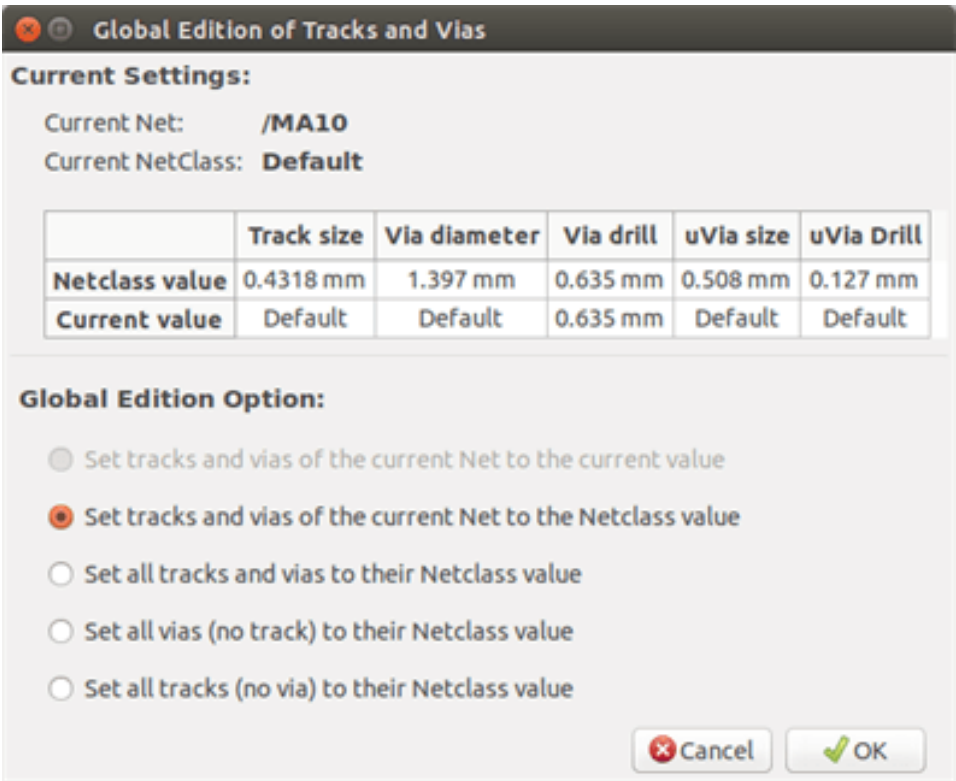 Global Edition of Tracks and Vias
Current Settings:
Current Net: /MA10
Current NetClass: Default
Track size Via diameter Via drill uVia size uVia Drill
Netclass value 0.4318 mm 1.397 mm 0.635 mm 0.508 mm 0.127 mm
Current value Default Default 0.635 mm Default Default
Global Edition Option:
Set tracks and vias of the current Net to the current value
Set tracks and vias of the current Net to the Netclass value
Set all tracks and vias to their Netclass value
Set all vias (no track) to their Netclass value
Set all tracks (no via) to their Netclass value
Cancel OK